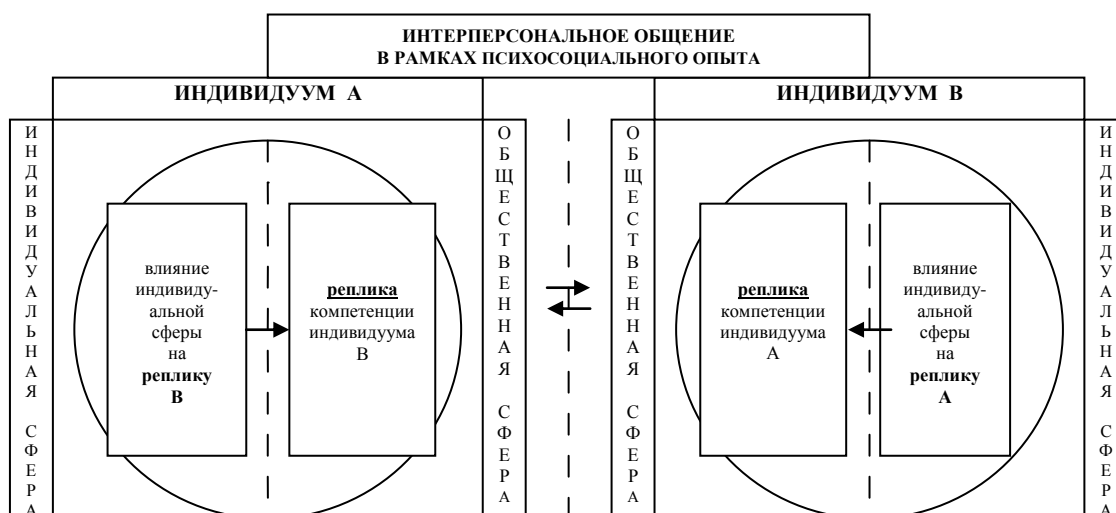 ИНТЕРПЕРСОНАЛЬНОЕ ОБЩЕНИЕ
В РАМКАХ ПСИХОСОЦИАЛЬНОГО ОПЫТА
ИНДИВИДУУМ А
ИНДИВИДУУМ В
ИНДИВИДУАЛЬНАЯ СФЕРА
влияние
индивиду-
альной
сферы
на
реплику
В
реплика
компетенции
индивидуума
В
ОБЩЕСТВЕННАЯ СФЕРА
ОБЩЕСТВЕННАЯ СФЕРА
реплика
компетенции
индивидуума
А
влияние
индивиду-
альной
сферы
на
реплику
А
ИНДИВИДУАЛЬНАЯ СФЕРА